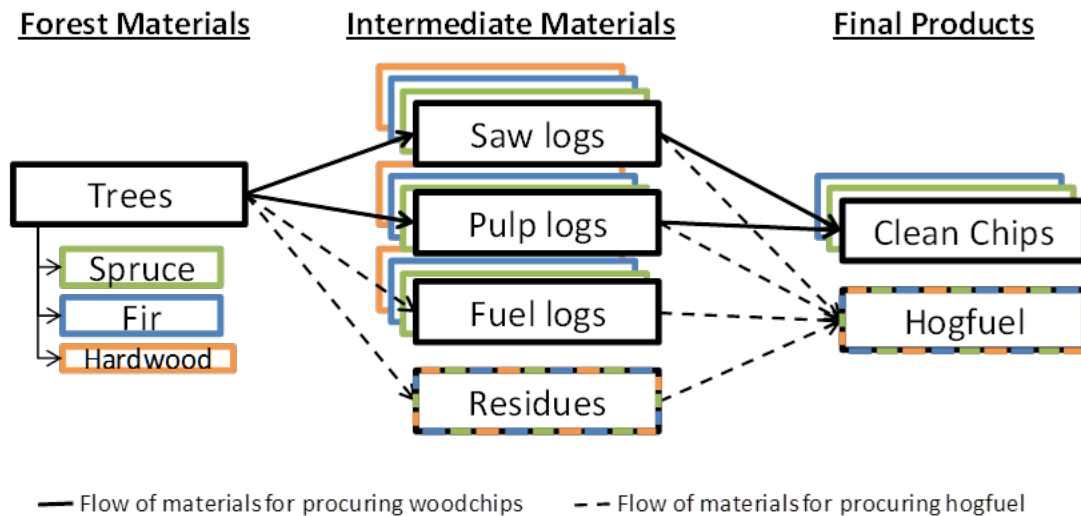 Forest Materials
Intermediate Materials
Final Products
Saw logs
Trees
Pulp logs
Clean Chips
Spruce
Fir
Fuel logs
Hogfuel
Hardwood
Residues
Flow of materials for procuring woodchips
Flow of materials for procuring hogfuel